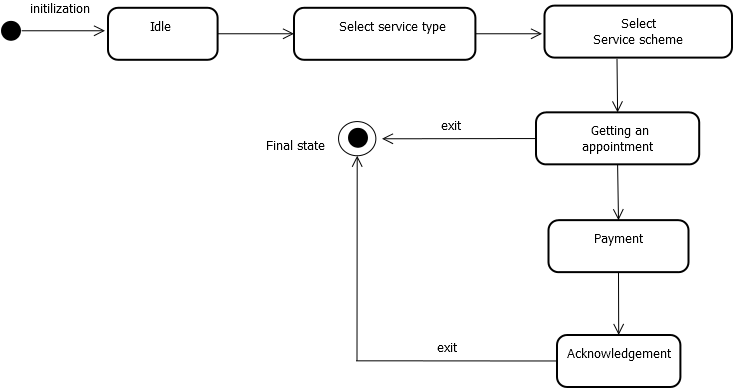 initilization
Idle
Select service type
Select
Service scheme
Getting an
appointment
exit
Final state
Payment
Acknowledgement
exit